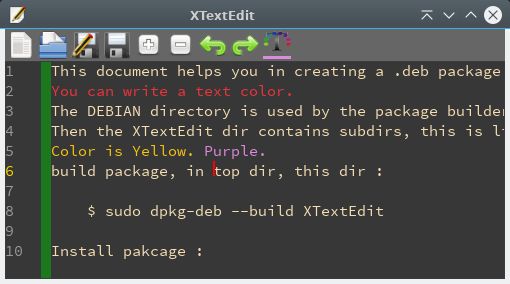 XTextEdit
1 This document helps you in creating a .deb package
2 You can write a text color.
3 The DEBIAN directory is used by the package builder
4 Then the XTextEdit dir contains subdirs, this is li
5 Color is Yellow. Purple.
6 build package, in top dir, this dir :
7
8 $ sudo dpkg-deb --build XTextEdit
9
10 Install pakcage :